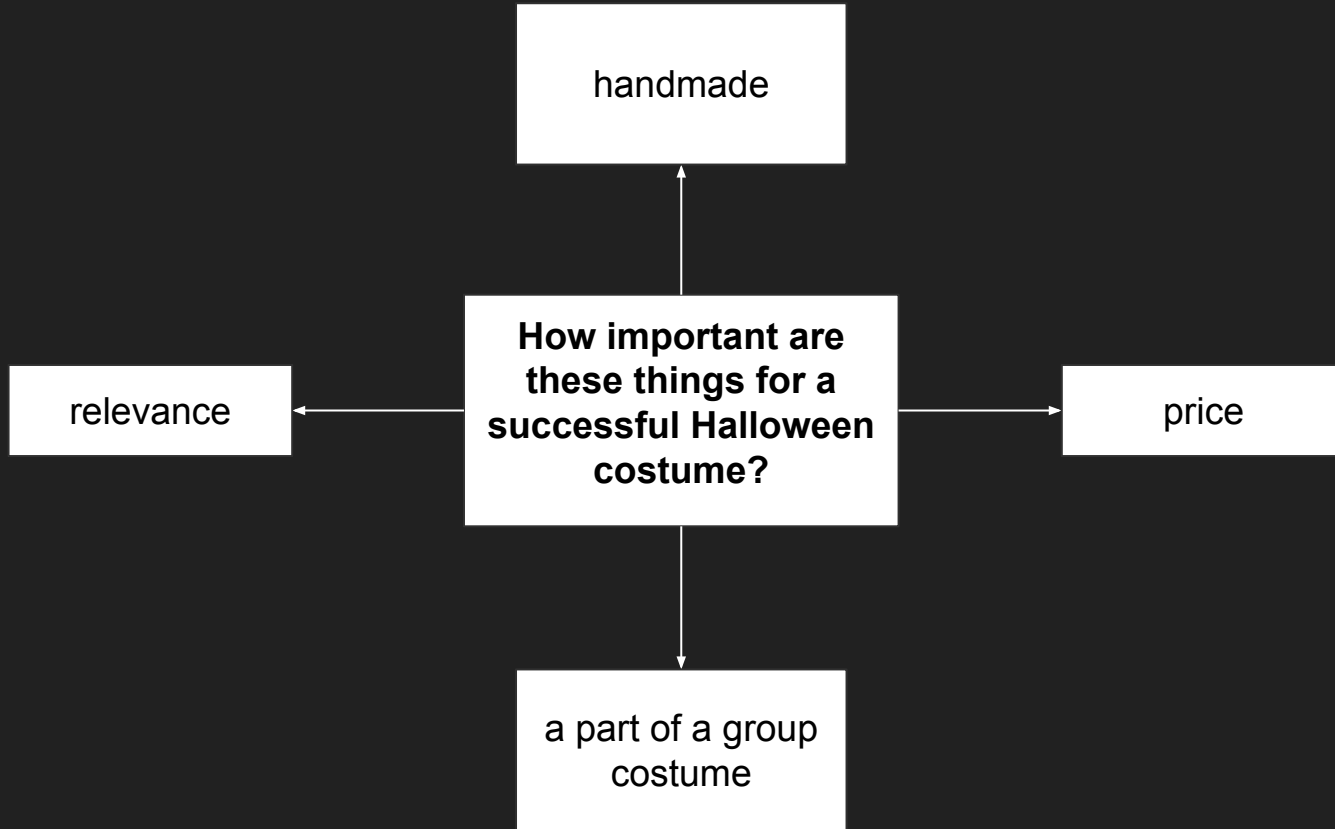 handmade
How important are
these things for a
successful Halloween
costume?
relevance
price
a part of a group
costume